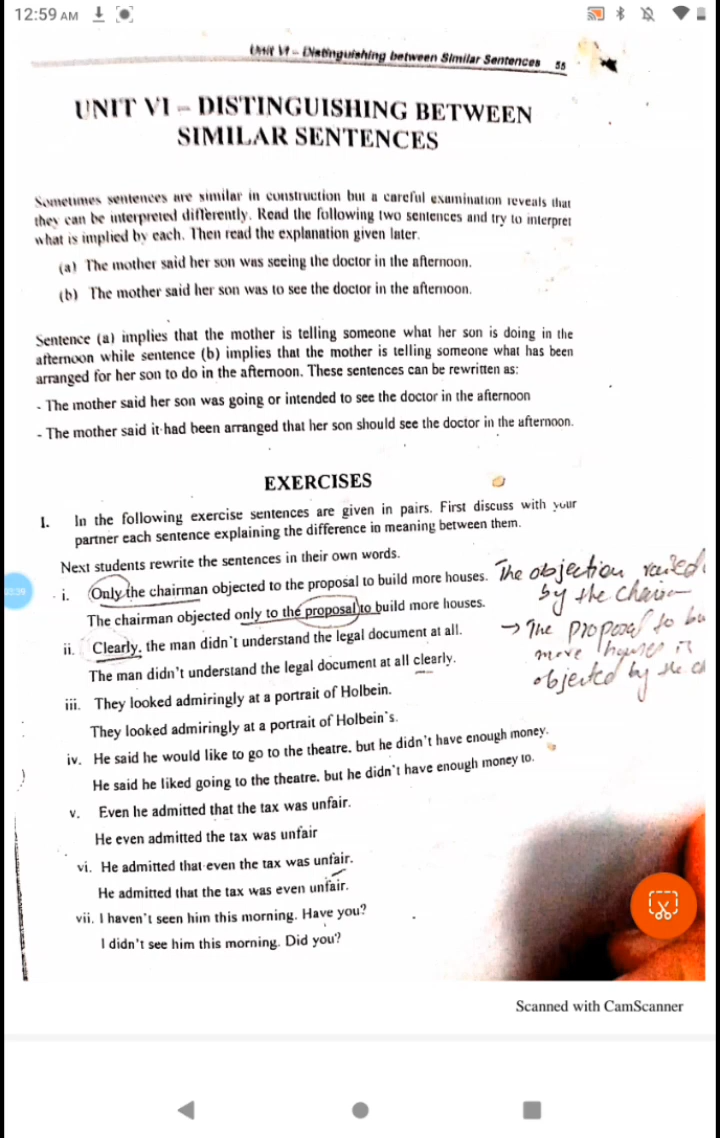 12:59 AM
Unit VI - Distinguishing between Similar Sentences 55
UNIT VI – DISTINGUISHING BETWEEN
SIMILAR SENTENCES
Sometimes sentences are similar in construction but a careful examination reveals that
they can be interpreted differently. Read the following two sentences and try to interpret
what is implied by each. Then read the explanation given later.
(a) The mother said her son was seeing the doctor in the afternoon.
(b) The mother said her son was to see the doctor in the afternoon.
Sentence (a) implies that the mother is telling someone what her son is doing in the
afternoon while sentence (b) implies that the mother is telling someone what has been
arranged for her son to do in the afternoon. These sentences can be rewritten as:
- The mother said her son was going or intended to see the doctor in the afternoon
- The mother said it had been arranged that her son should see the doctor in the afternoon.
EXERCISES
1. In the following exercise sentences are given in pairs. First discuss with your
partner each sentence explaining the difference in meaning between them.
Next students rewrite the sentences in their own words.
i. Only the chairman objected to the proposal to build more houses. The objection raised
by the chair
The chairman objected only to the proposal to build more houses.
→ The proposal to bu
more houses is
objected by the c
ii. Clearly, the man didn't understand the legal document at all.
The man didn't understand the legal document at all clearly.
iii. They looked admiringly at a portrait of Holbein.
They looked admiringly at a portrait of Holbein's.
iv. He said he would like to go to the theatre, but he didn't have enough money.
He said he liked going to the theatre, but he didn't have enough money to.
v. Even he admitted that the tax was unfair.
He even admitted the tax was unfair
vi. He admitted that even the tax was unfair.
He admitted that the tax was even unfair.
vii. I haven't seen him this morning. Have you?
I didn't see him this morning. Did you?
Scanned with CamScanner